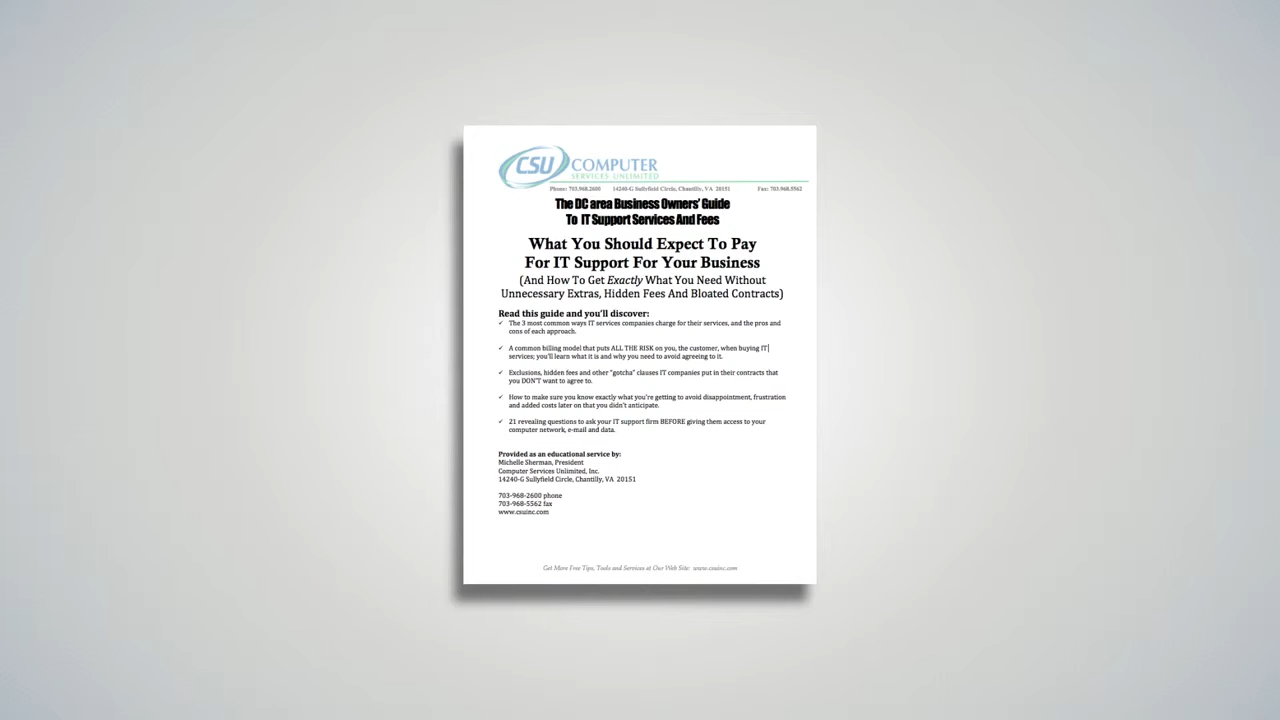 CSU COMPUTER
SERVICES UNLIMITED
Phone: 703.968.2600 14240-G Sullyfield Circle, Chantilly, VA 20151 Fax: 703.968.5562
The DC area Business Owners' Guide
To IT Support Services And Fees
What You Should Expect To Pay
For IT Support For Your Business
(And How To Get Exactly What You Need Without
Unnecessary Extras, Hidden Fees And Bloated Contracts)
Read this guide and you'll discover:
✓ The 3 most common ways IT services companies charge for their services, and the pros and
cons of each approach.
✓ A common billing model that puts ALL THE RISK on you, the customer, when buying IT
services; you'll learn what it is and why you need to avoid agreeing to it.
✓ Exclusions, hidden fees and other "gotcha" clauses IT companies put in their contracts that
you DON'T want to agree to.
✓ How to make sure you know exactly what you're getting to avoid disappointment, frustration
and added costs later on that you didn't anticipate.
✓ 21 revealing questions to ask your IT support firm BEFORE giving them access to your
computer network, e-mail and data.
Provided as an educational service by:
Michelle Sherman, President
Computer Services Unlimited, Inc.
14240-G Sullyfield Circle, Chantilly, VA 20151
703-968-2600 phone
703-968-5562 fax
www.csuinc.com
Get More Free Tips, Tools and Services at Our Web Site: www.csuinc.com